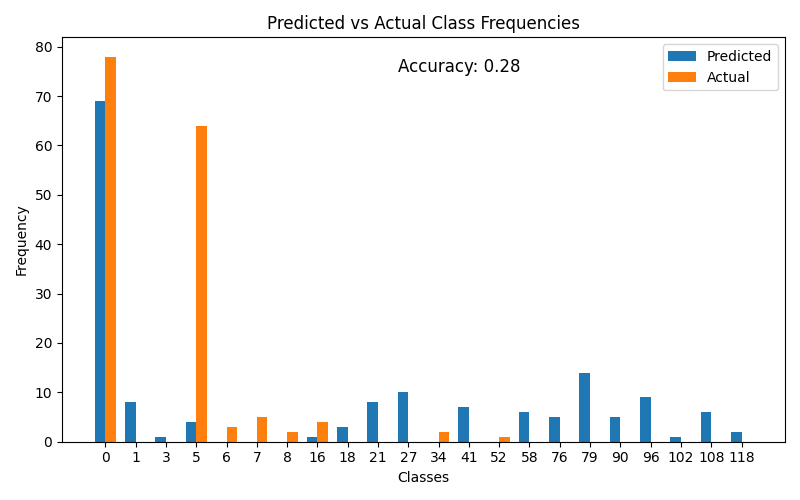 Predicted vs Actual Class Frequencies
Accuracy: 0.28
Predicted
Actual
Frequency
80
70
60
50
40
30
20
10
0
0 1 3 5 6 7 8 16 18 21 27 34 41 52 58 76 79 90 96 102 108 118
Classes